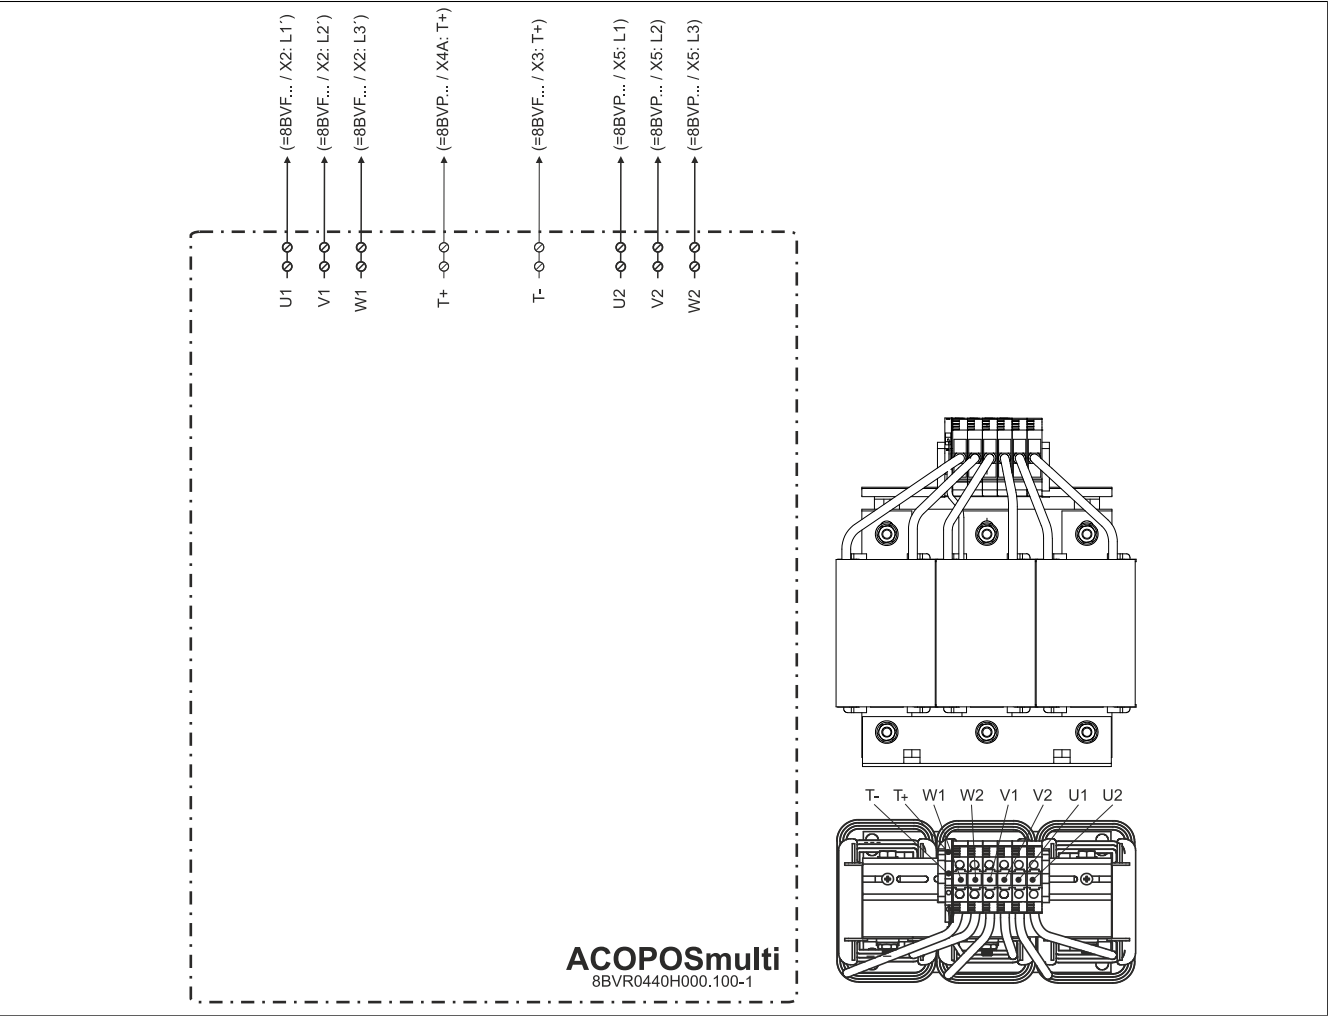 (=8BVF... / X2: L1´)
(=8BVF... / X2: L2´)
(=8BVF... / X2: L3´)
(=8BVP... / X4A: T+)
(=8BVF... / X3: T+)
(=8BVP... / X5: L1)
(=8BVP... / X5: L2)
(=8BVP... / X5: L3)
U1
V1
W1
T+
T-
U2
V2
W2
T- T+ W1 W2 V1 V2 U1 U2
ACOPOSmulti
8BVR0440H000.100-1